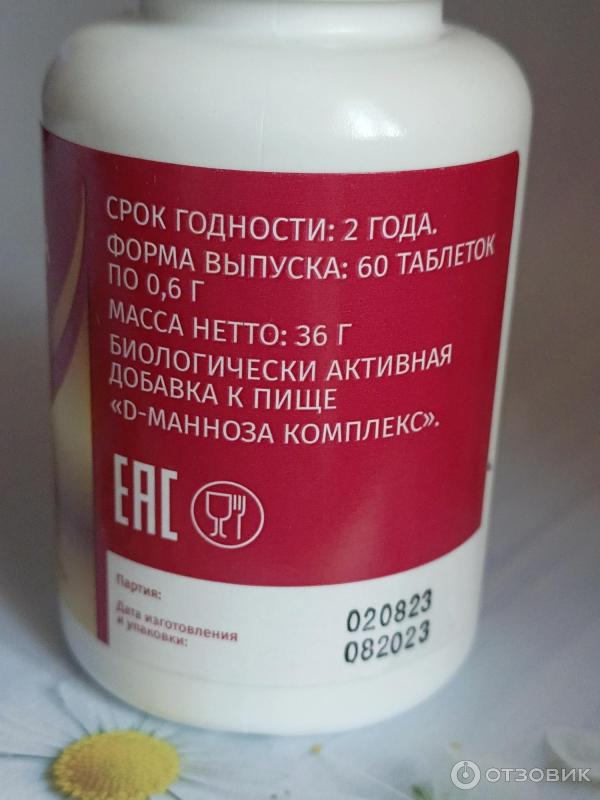 СРОК ГОДНОСТИ: 2 ГОДА.
ФОРМА ВЫПУСКА: 60 ТАБЛЕТОК
ПО 0,6 Г
МАССА НЕТТО: 36 Г
БИОЛОГИЧЕСКИ АКТИВНАЯ
ДОБАВКА К ПИЩЕ
«D-МАННОЗА КОМПЛЕКС».
EAC
Партия: 020823
Дата изготовления
и упаковки: 082023
ОТЗОВИК